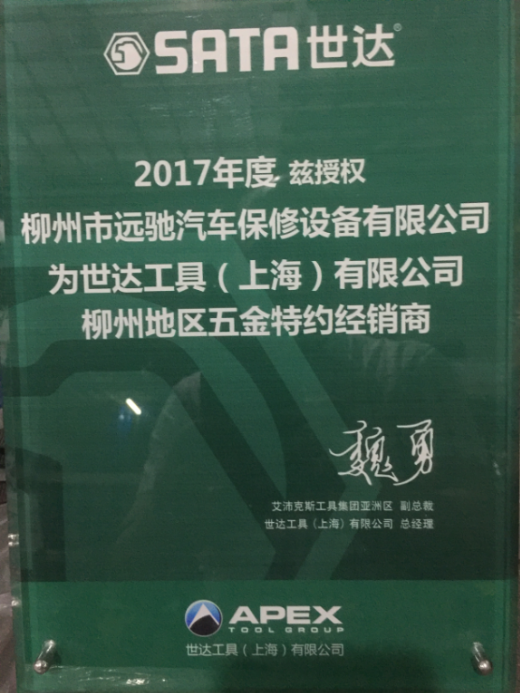 SATA世达®
2017年度 兹授权
柳州市远驰汽车保修设备有限公司
为世达工具（上海）有限公司
柳州地区五金特约经销商
魏勇
艾沛克斯工具集团亚洲区 副总裁
世达工具（上海）有限公司 总经理
APEX
TOOL GROUP
世达工具（上海）有限公司